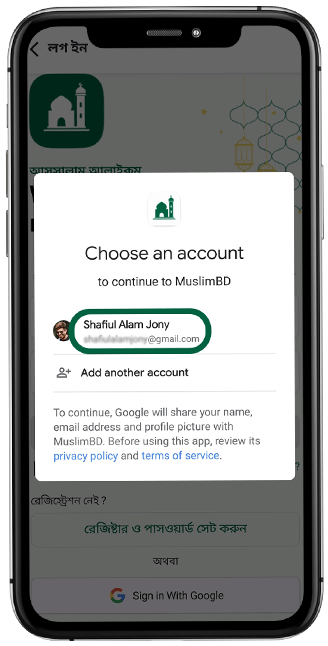 লগ ইন
আসসালামু আলাইকুম
Choose an account
to continue to MuslimBD
Shafiul Alam Jony
shafiulalamjony@gmail.com
Add another account
To continue, Google will share your name,
email address and profile picture with
MuslimBD. Before using this app, review its
privacy policy and terms of service.
?
রেজিস্ট্রেশন নেই ?
রেজিষ্টার ও পাসওয়ার্ড সেট করুন
অথবা
Sign in With Google